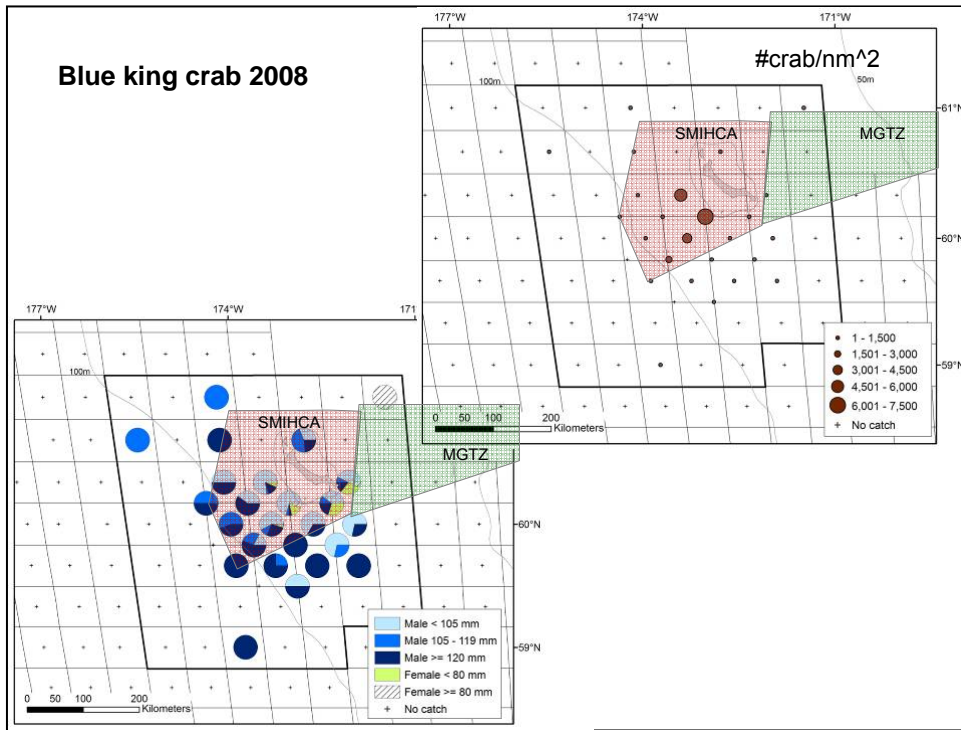 Blue king crab 2008
177°W
174°W
171°W
#crab/nm^2
100m
50m
61°N
SMIHCA
MGTZ
60°N
59°N
1 - 1,500
1,501 - 3,000
3,001 - 4,500
4,501 - 6,000
6,001 - 7,500
No catch
0 50 100 200
Kilometers
177°W
174°W
171°
100m
SMIHCA
MGTZ
60°N
59°N
Male < 105 mm
Male 105 - 119 mm
Male >= 120 mm
Female < 80 mm
Female >= 80 mm
No catch
0 50 100 200
Kilometers